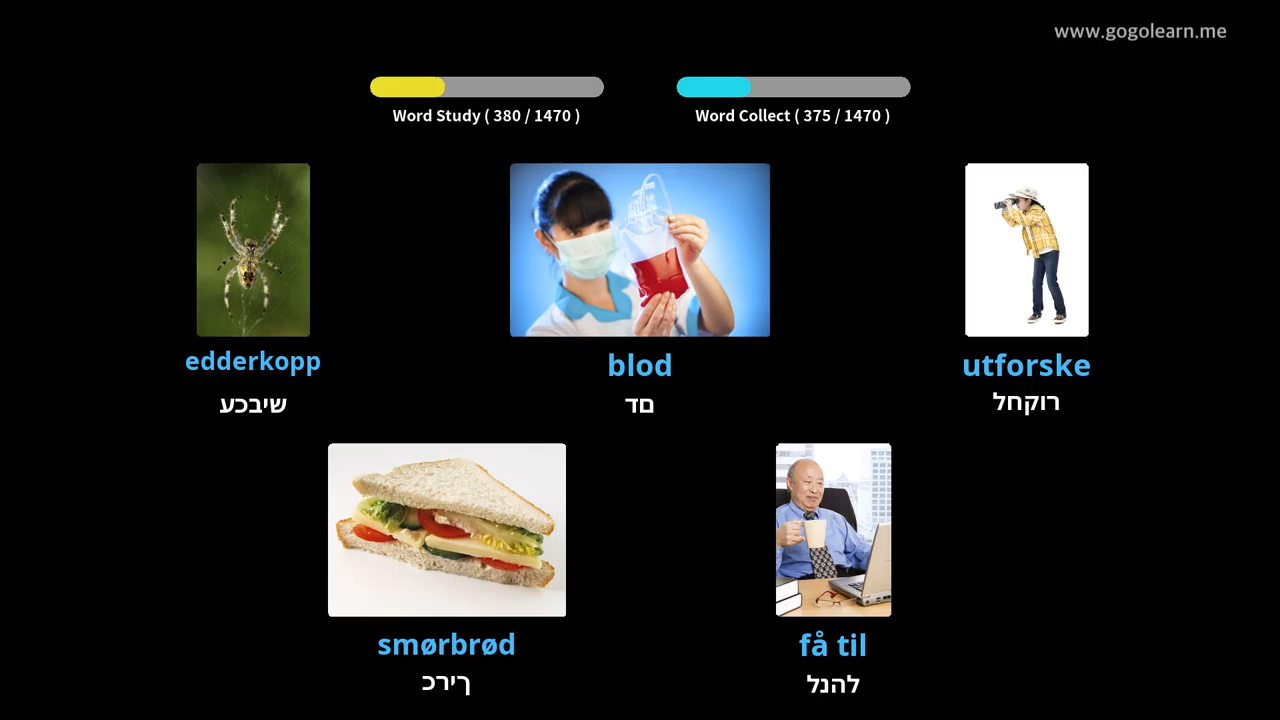 www.gogolearn.me
Word Study ( 380 / 1470 )
Word Collect ( 375 / 1470 )
edderkopp
שיבכע
blod
םד
utforske
רוקחל
smørbrød
ךירכ
få til
להנל